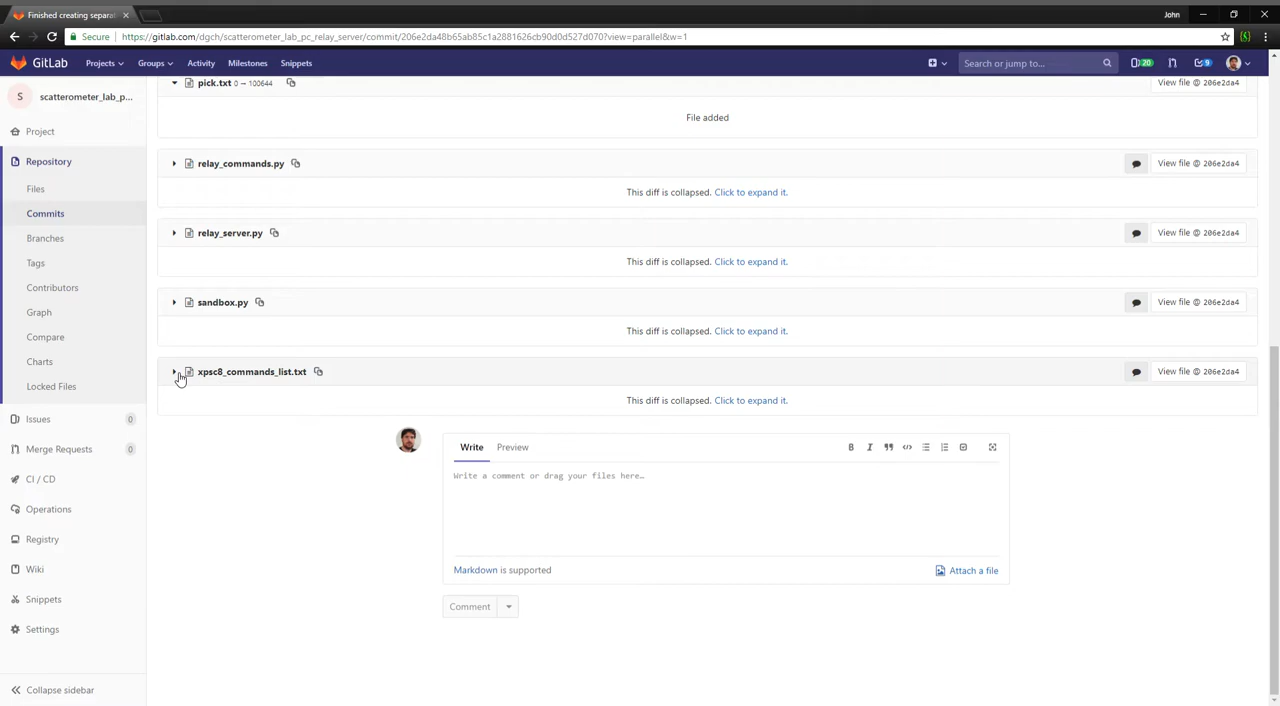 Finished creating separa
John
Secure
https://gitlab.com/dgch/scatterometer_lab_pc_relay_server/commit/206e2da48b65ab85c1a2881626cb90d0d527d070?view=parallel&w=1
GitLab
Projects
Groups
Activity
Milestones
Snippets
Search or jump to...
20
9
S
scatterometer_lab_p...
Project
Repository
Files
Commits
Branches
Tags
Contributors
Graph
Compare
Charts
Locked Files
Issues
0
Merge Requests
0
CI / CD
Operations
Registry
Wiki
Snippets
Settings
Collapse sidebar
pick.txt 0 → 100644
View file @ 206e2da4
File added
relay_commands.py
View file @ 206e2da4
This diff is collapsed. Click to expand it.
relay_server.py
View file @ 206e2da4
This diff is collapsed. Click to expand it.
sandbox.py
View file @ 206e2da4
This diff is collapsed. Click to expand it.
xpsc8_commands_list.txt
View file @ 206e2da4
This diff is collapsed. Click to expand it.
Write
Preview
Write a comment or drag your files here…
Markdown is supported
Attach a file
Comment